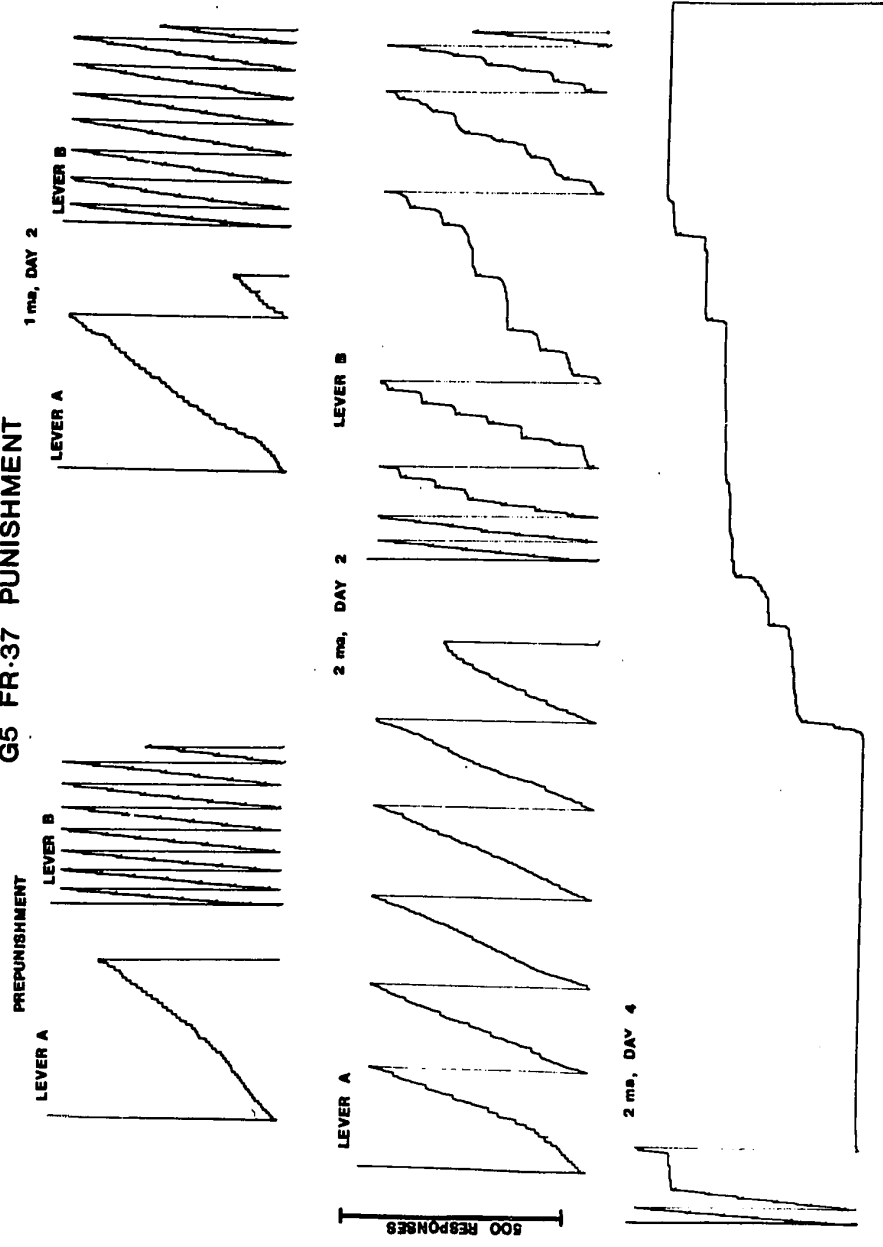 G5 FR·37 PUNISHMENT
PREPUNISHMENT
LEVER A
LEVER B
1 ma, DAY 2
LEVER A
LEVER B
2 ma, DAY 2
LEVER A
LEVER B
500 RESPONSES
2 ma, DAY 4